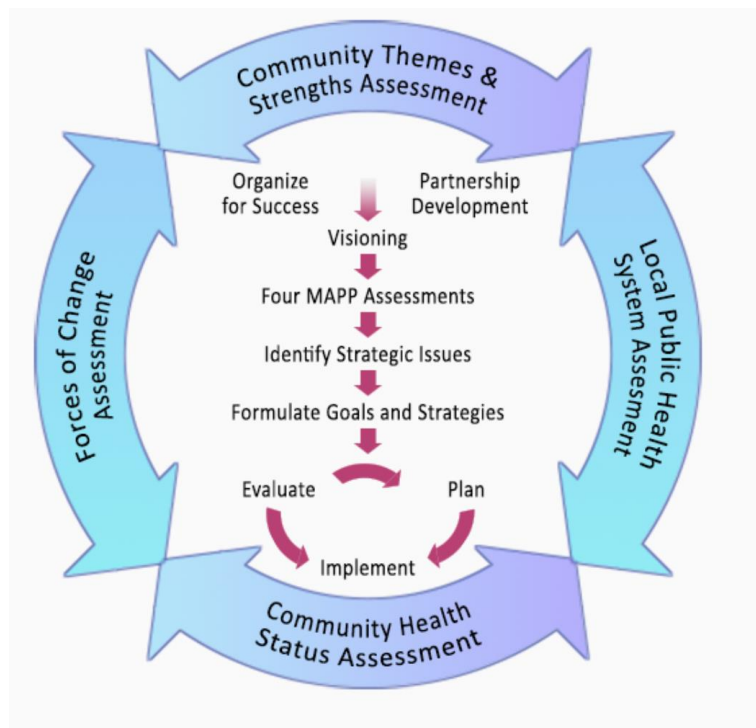 Community Themes &
Strengths Assessment
Organize
for Success
Partnership
Development
Visioning
Four MAPP Assessments
Identify Strategic Issues
Formulate Goals and Strategies
Evaluate
Plan
Implement
Forces of Change
Assessment
Local Public Health
System Assesment
Community Health
Status Assessment